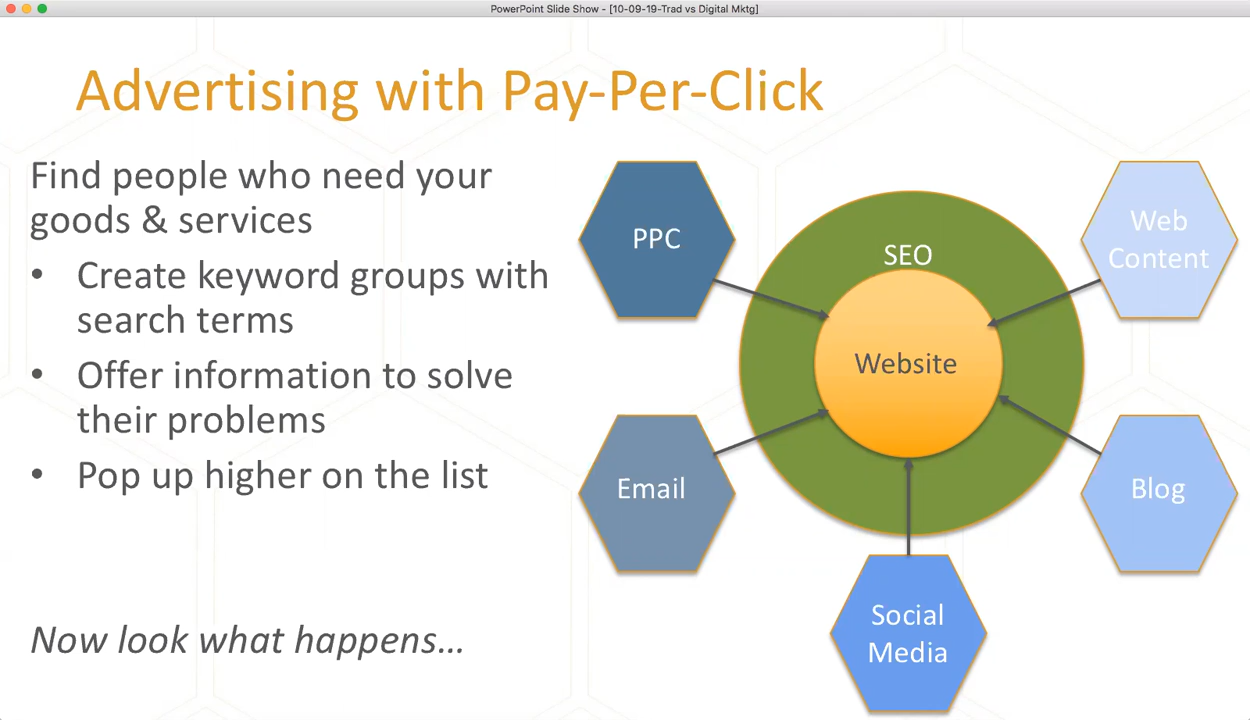 PowerPoint Slide Show - [10-09-19-Trad vs Digital Mktg]
Advertising with Pay-Per-Click
Find people who need your
goods & services
• Create keyword groups with
search terms
• Offer information to solve
their problems
• Pop up higher on the list
Now look what happens...
PPC
SEO
Web
Content
Website
Email
Blog
Social
Media